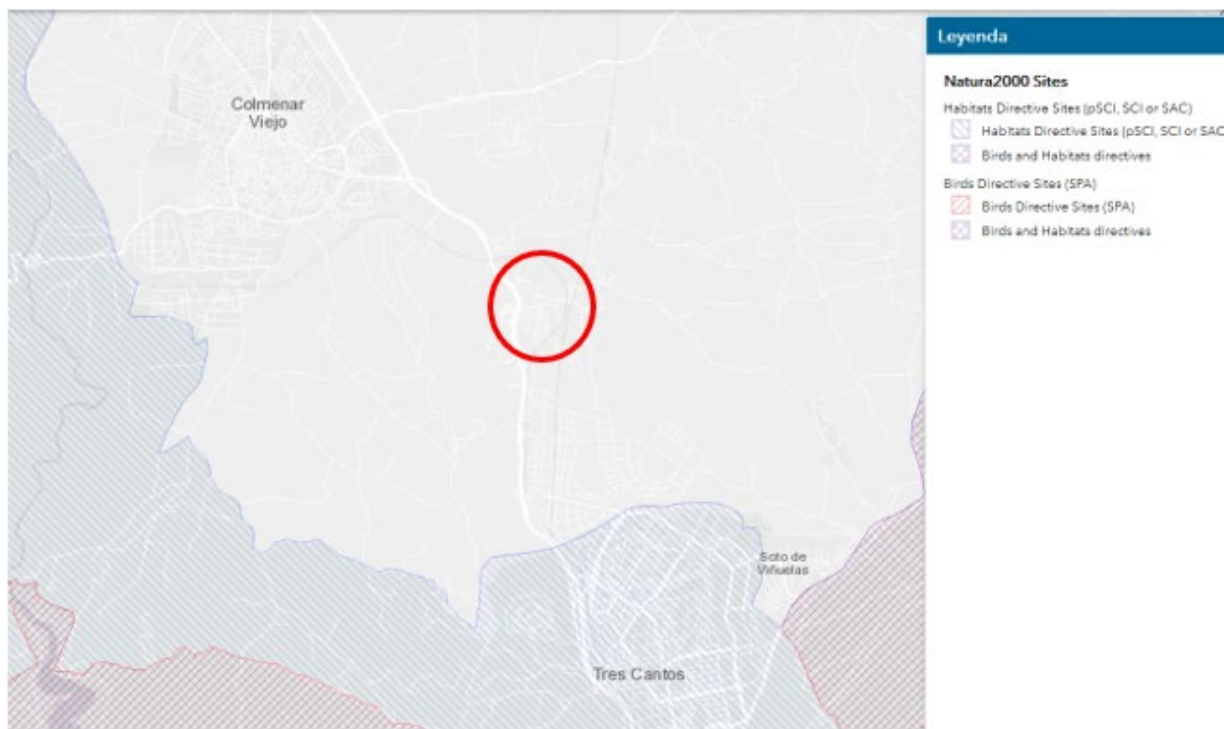 Colmenar
Viejo
Soto de
Viñuelas
Tres Cantos
Leyenda
Natura2000 Sites
Habitats Directive Sites (pSCI, SCI or SAC)
Habitats Directive Sites (pSCI, SCI or SAC
Birds and Habitats directives
Birds Directive Sites (SPA)
Birds Directive Sites (SPA)
Birds and Habitats directives